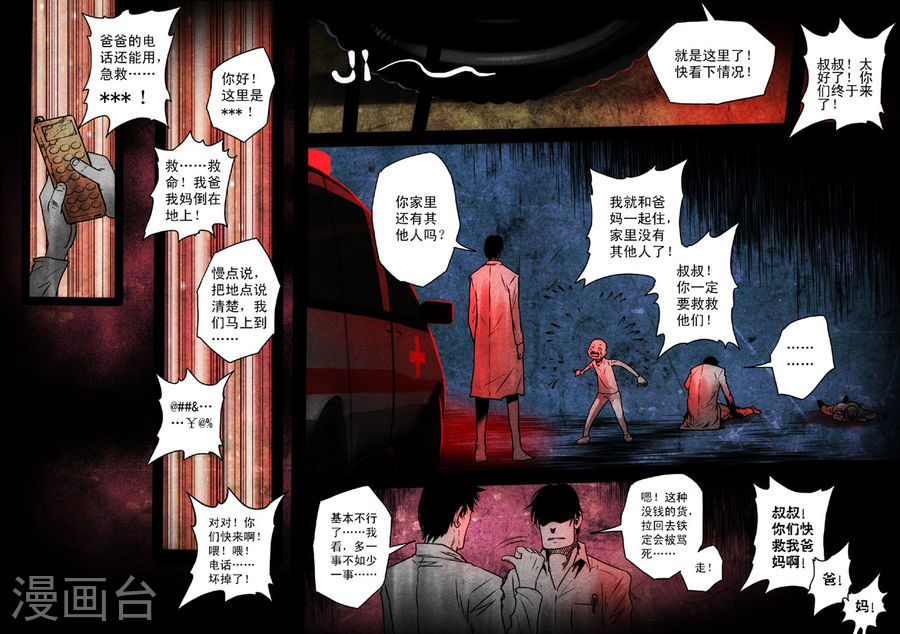 爸爸的电
话还能用，
急救……
***！
你好！
这里是
***！
救……救
命！我爸
我妈倒在
地上！
慢点说，
把地点说
清楚，我
们马上到
……
@##&…
…￥@%
对对！你
们快来啊！
喂！喂！
电话……
坏掉了！
Ji～
就是这里了！
快看下情况！
太好了！
叔叔！你们终于来了！
你家里
还有其
他人吗？
我就和爸
妈一起住，
家里没有
其他人了！
叔叔！
你一定
要救救
他们！
……
……
基本不行
了……我
看，多一
事不如少
一事……
嗯！这种
没钱的货，
拉回去铁
定会被骂
死……
走！
叔叔！
你们快
救我爸
妈啊！
爸！
妈！
漫画台